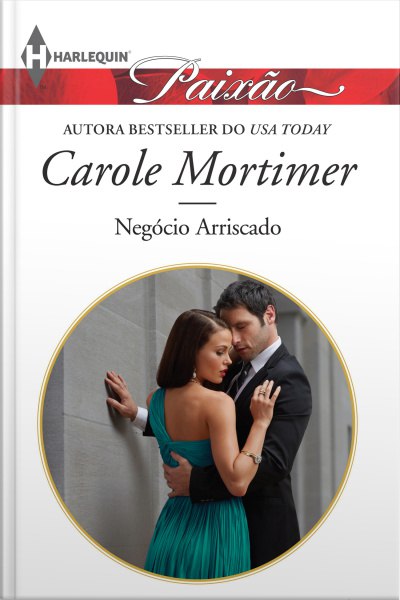 HARLEQUIN®
Paixão
AUTORA BESTSELLER DO USA TODAY
Carole Mortimer
Negócio Arriscado